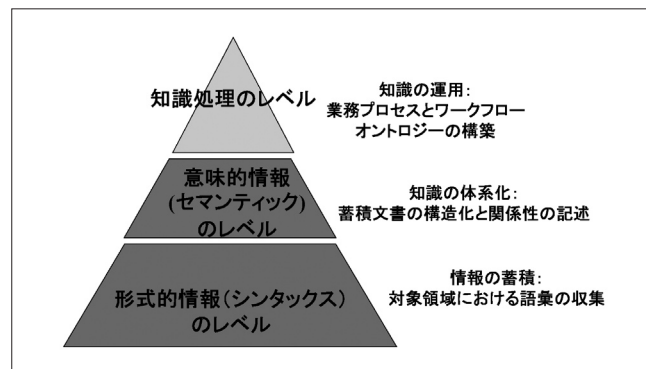 知識処理のレベル
知識の運用：
業務プロセスとワークフロー
オントロジーの構築
意味的情報
(セマンティック)
のレベル
知識の体系化：
蓄積文書の構造化と関係性の記述
形式的情報（シンタックス）
のレベル
情報の蓄積：
対象領域における語彙の収集